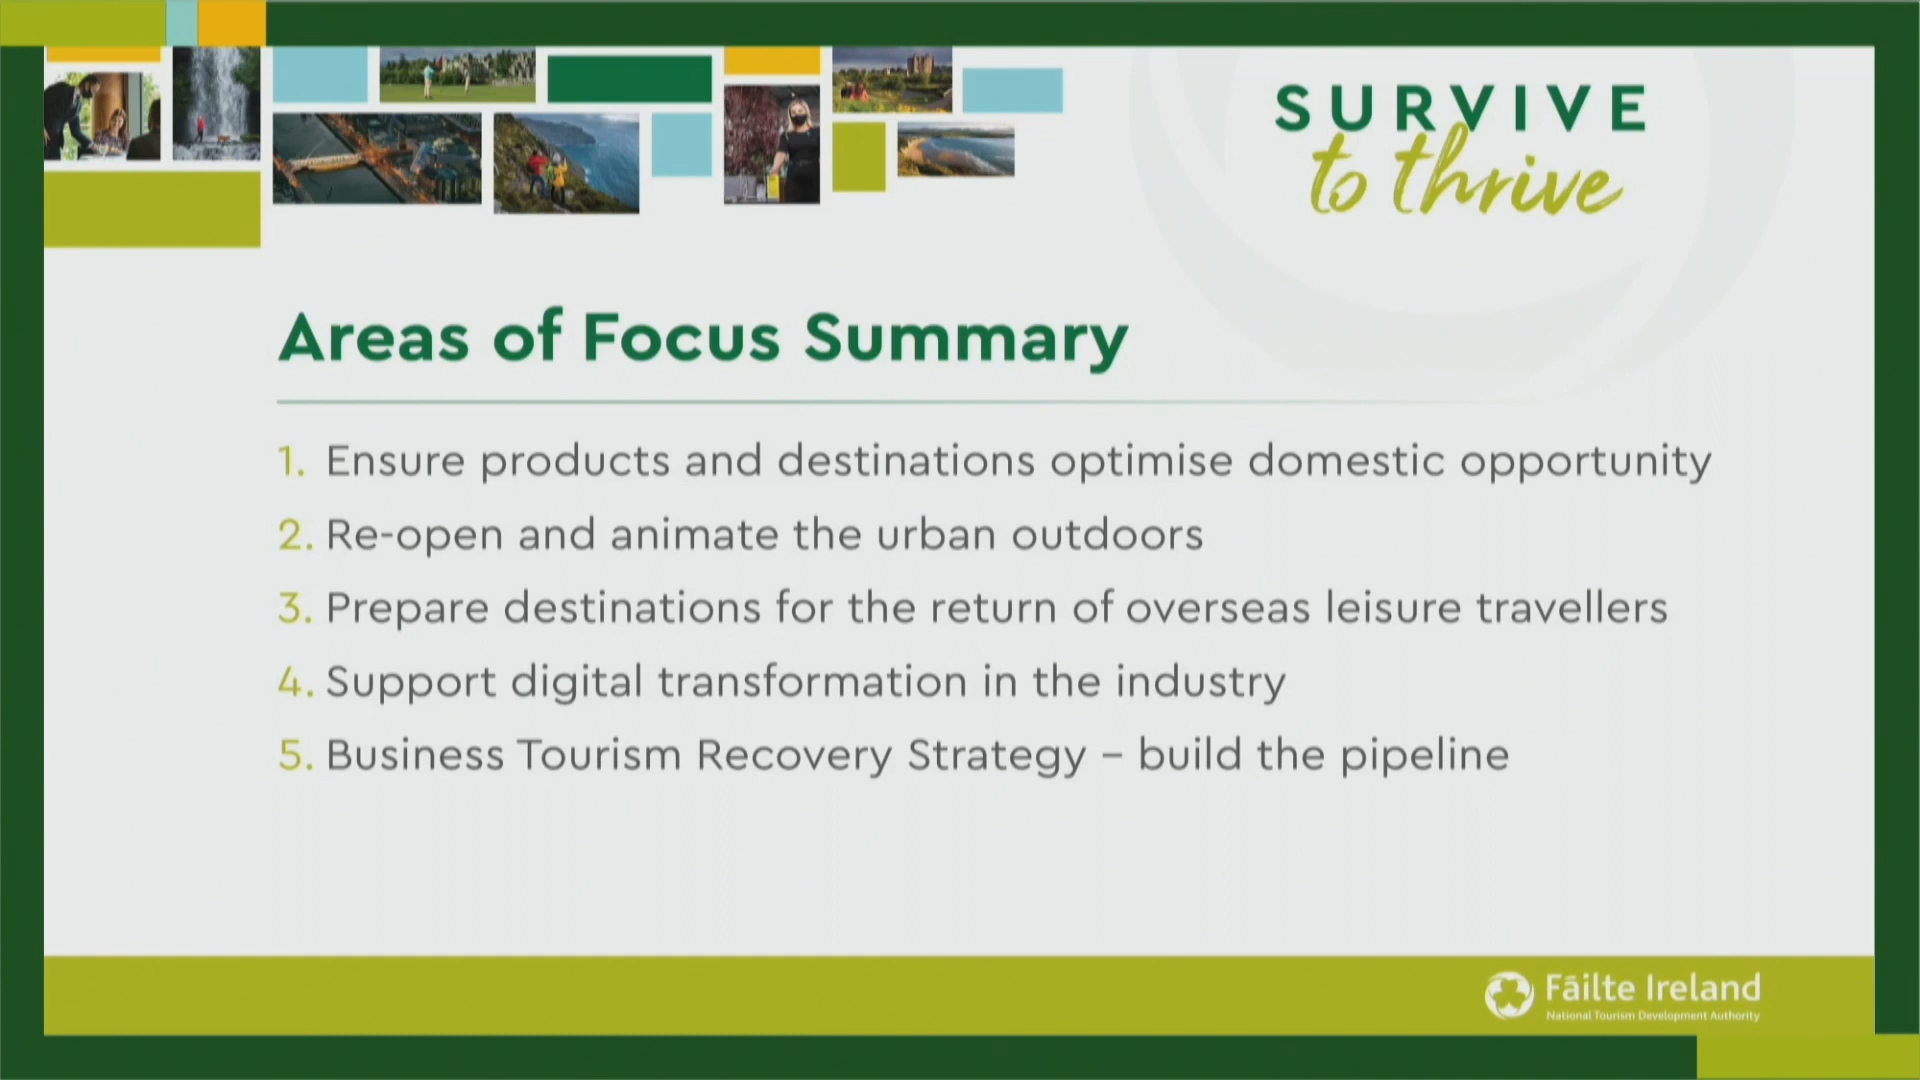 SURVIVE
to thrive
Areas of Focus Summary
1. Ensure products and destinations optimise domestic opportunity
2. Re-open and animate the urban outdoors
3. Prepare destinations for the return of overseas leisure travellers
4. Support digital transformation in the industry
5. Business Tourism Recovery Strategy – build the pipeline
Fáilte Ireland
National Tourism Development Authority